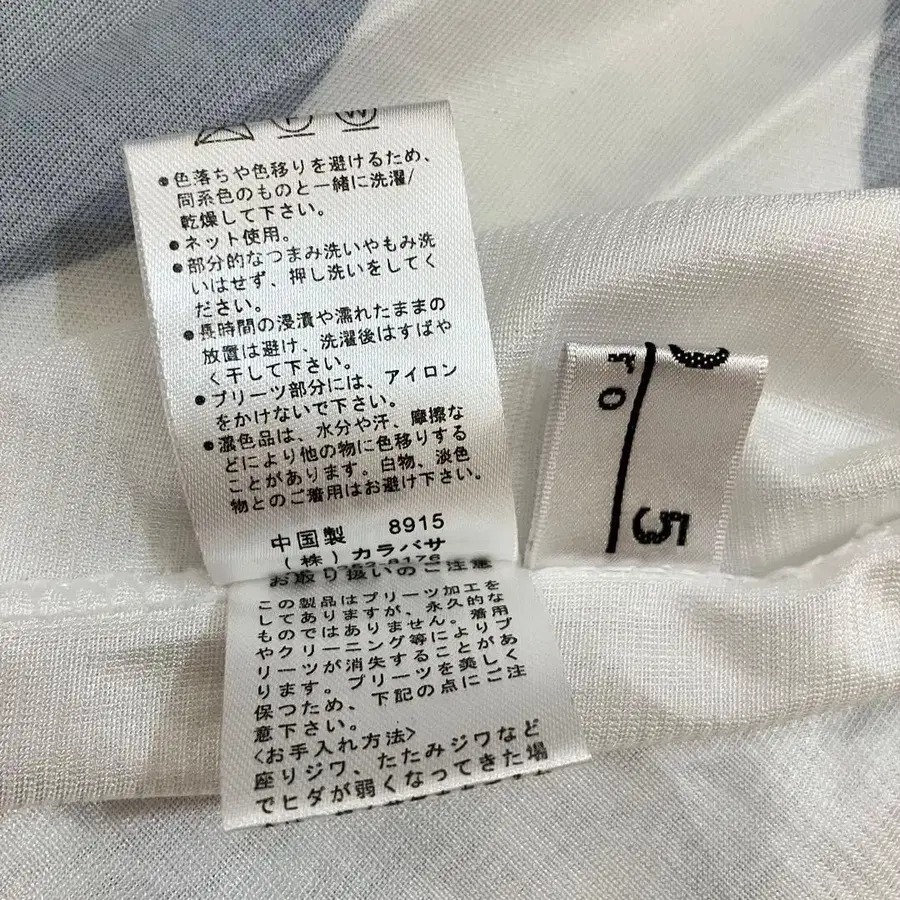 P W
●色落ちや色移りを避けるため、
同系色のものと一緒に洗濯/
乾燥して下さい。
●ネット使用。
●部分的なつまみ洗いやもみ洗
いはせず、押し洗いをしてく
ださい。
●長時間の浸漬や濡れたままの
放置は避け、洗濯後はすばや
く干して下さい。
●プリーツ部分には、アイロン
をかけないで下さい。
●濃色品は、水分や汗、摩擦な
どにより他の物に色移りする
ことがあります。白物、淡色
物とのご着用はお避け下さい。
中国製 8915
(株)カラバサ
お取り扱いのご注意
この製品はプリーツ加工を
してありますが、永久的な
ものではありません。着用
やクリーニング等によりプ
リーツが消失することがあ
ります。プリーツを美しく
保つため、下記の点にご注
意下さい。
<お手入れ方法>
座りジワ、たたみジワなど
でヒダが弱くなってきた場
ro
5